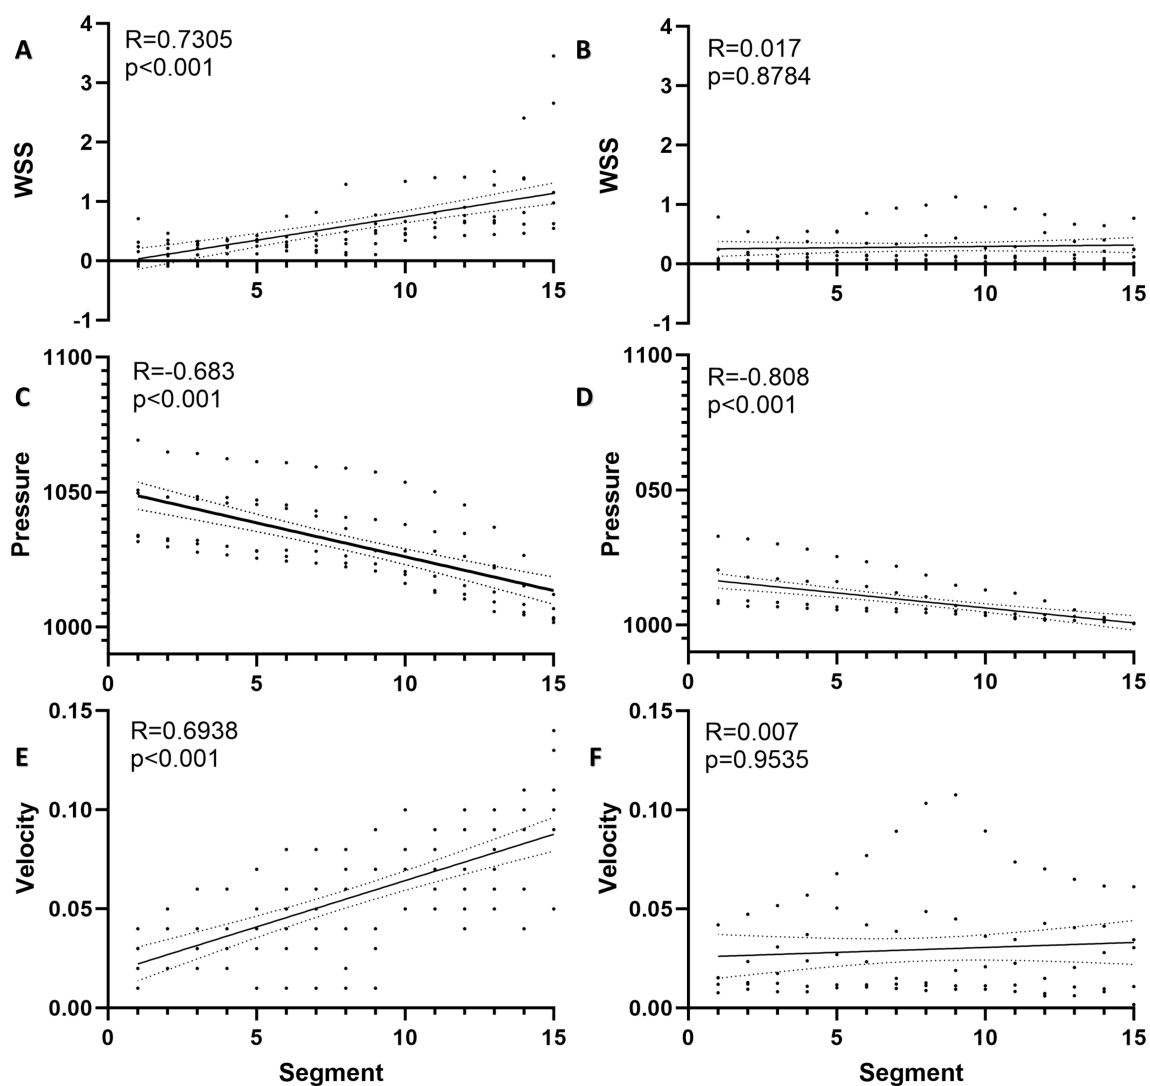 A
R=0.7305
p<0.001
WSS
4
3
2
1
0
-1
5
10
15
B
R=0.017
p=0.8784
WSS
4
3
2
1
0
-1
5
10
15
C
R=-0.683
p<0.001
Pressure
1100
1050
1000
0
5
10
15
D
R=-0.808
p<0.001
Pressure
1100
050
1000
0
5
10
15
E
R=0.6938
p<0.001
Velocity
0.15
0.10
0.05
0.00
0
5
10
15
Segment
F
R=0.007
p=0.9535
Velocity
0.15
0.10
0.05
0.00
0
5
10
15
Segment